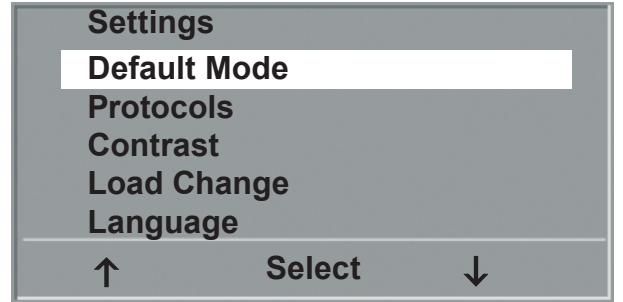 Settings
Default Mode
Protocols
Contrast
Load Change
Language
↑ Select ↓